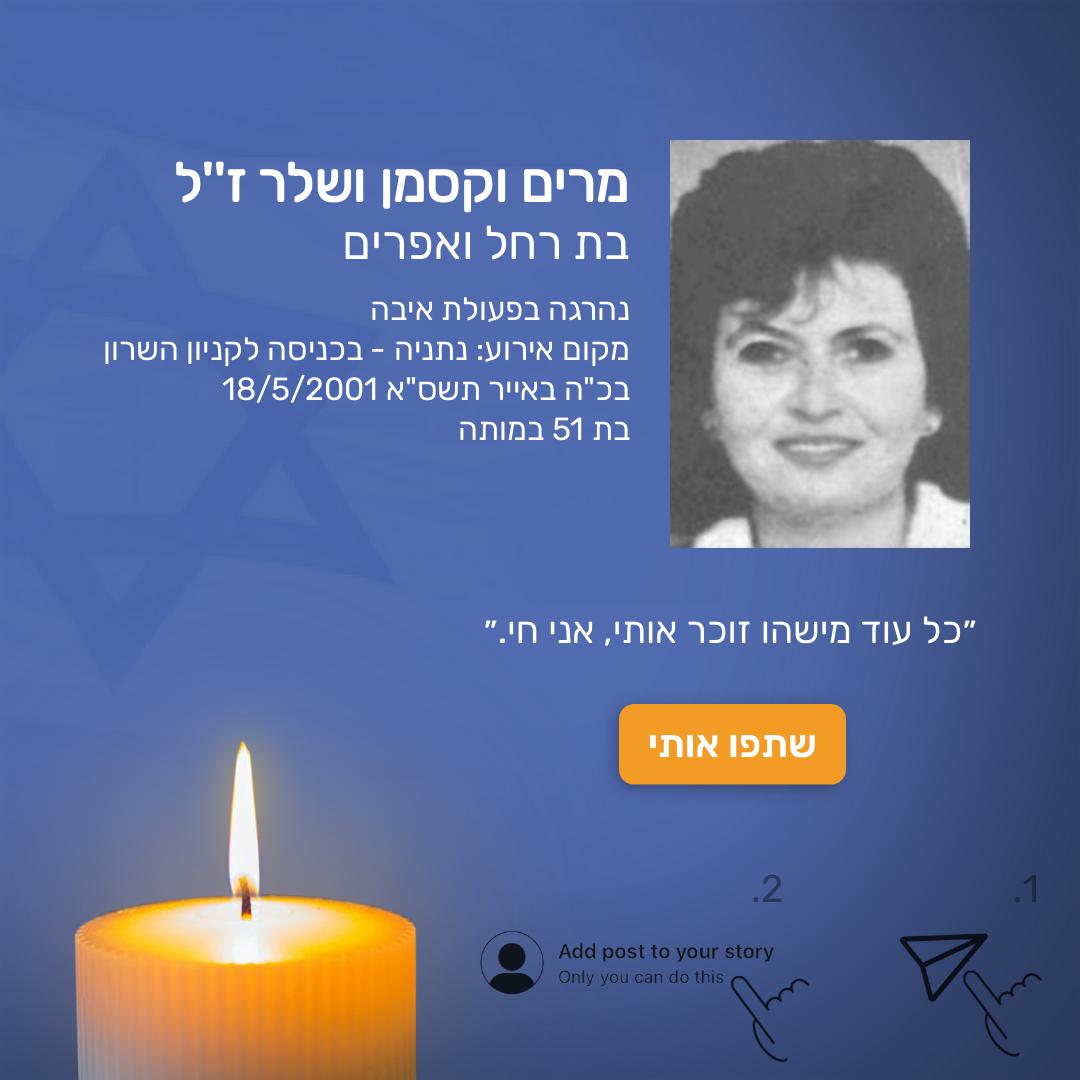 מרים וקסמן ושלר ז"ל
בת רחל ואפרים
נהרגה בפעולת איבה
מקום אירוע: נתניה - בכניסה לקניון השרון
בכ"ה באייר תשס"א 18/5/2001
בת 51 במותה
"כל עוד מישהו זוכר אותי, אני חי."
שתפו אותי
.1
.2
Add post to your story
Only you can do this